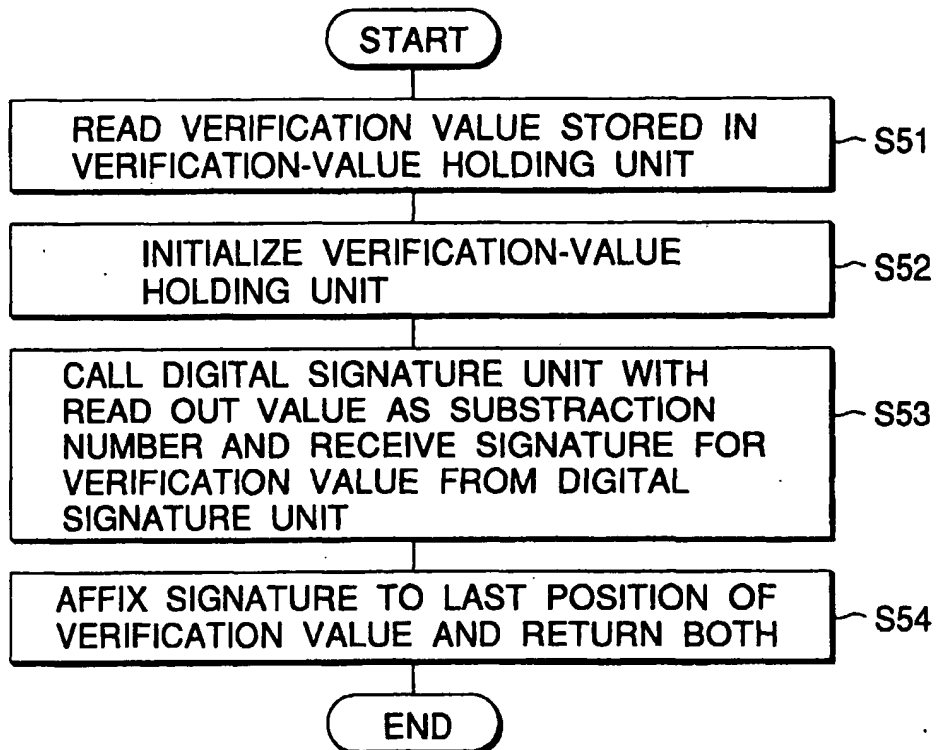 START
READ VERIFICATION VALUE STORED IN
VERIFICATION-VALUE HOLDING UNIT
S51
INITIALIZE VERIFICATION-VALUE
HOLDING UNIT
S52
CALL DIGITAL SIGNATURE UNIT WITH
READ OUT VALUE AS SUBSTRACTION
NUMBER AND RECEIVE SIGNATURE FOR
VERIFICATION VALUE FROM DIGITAL
SIGNATURE UNIT
S53
AFFIX SIGNATURE TO LAST POSITION OF
VERIFICATION VALUE AND RETURN BOTH
S54
END